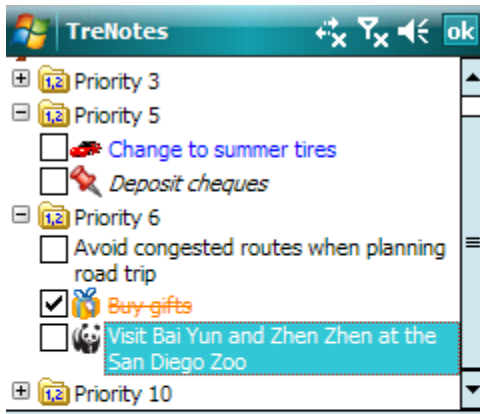 TreNotes
ok
Priority 3
Priority 5
Change to summer tires
Deposit cheques
Priority 6
Avoid congested routes when planning
road trip
Buy gifts
Visit Bai Yun and Zhen Zhen at the
San Diego Zoo
Priority 10